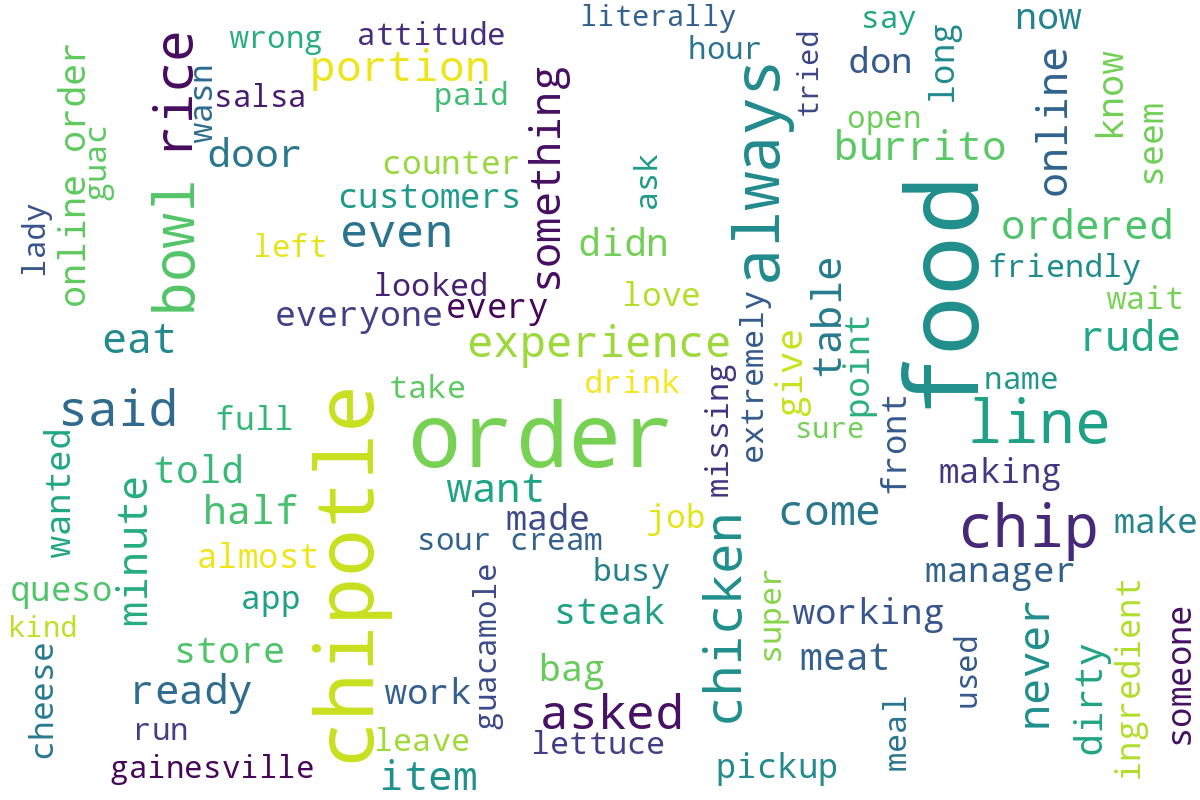 literally
say
now
wrong
attitude
hour
portion
don
long
tried
online order
rice
wasn
salsa
paid
something
always
open
burrito
online
know
seem
guac
door
counter
ask
customers
food
lady
bowl
left
even
didn
ordered
friendly
looked
everyone
every
love
extremely
table
wait
eat
experience
give
point
rude
take
drink
name
said
full
chipotle
order
missing
sure
front
line
wanted
told
want
making
minute
half
made
job
chicken
come
chip
make
almost
sour cream
queso
app
busy
manager
kind
guacamole
steak
super
working
never
ingredient
someone
cheese
store
bag
meat
used
dirty
ready
work
asked
meal
run
leave
lettuce
gainesville
item
pickup